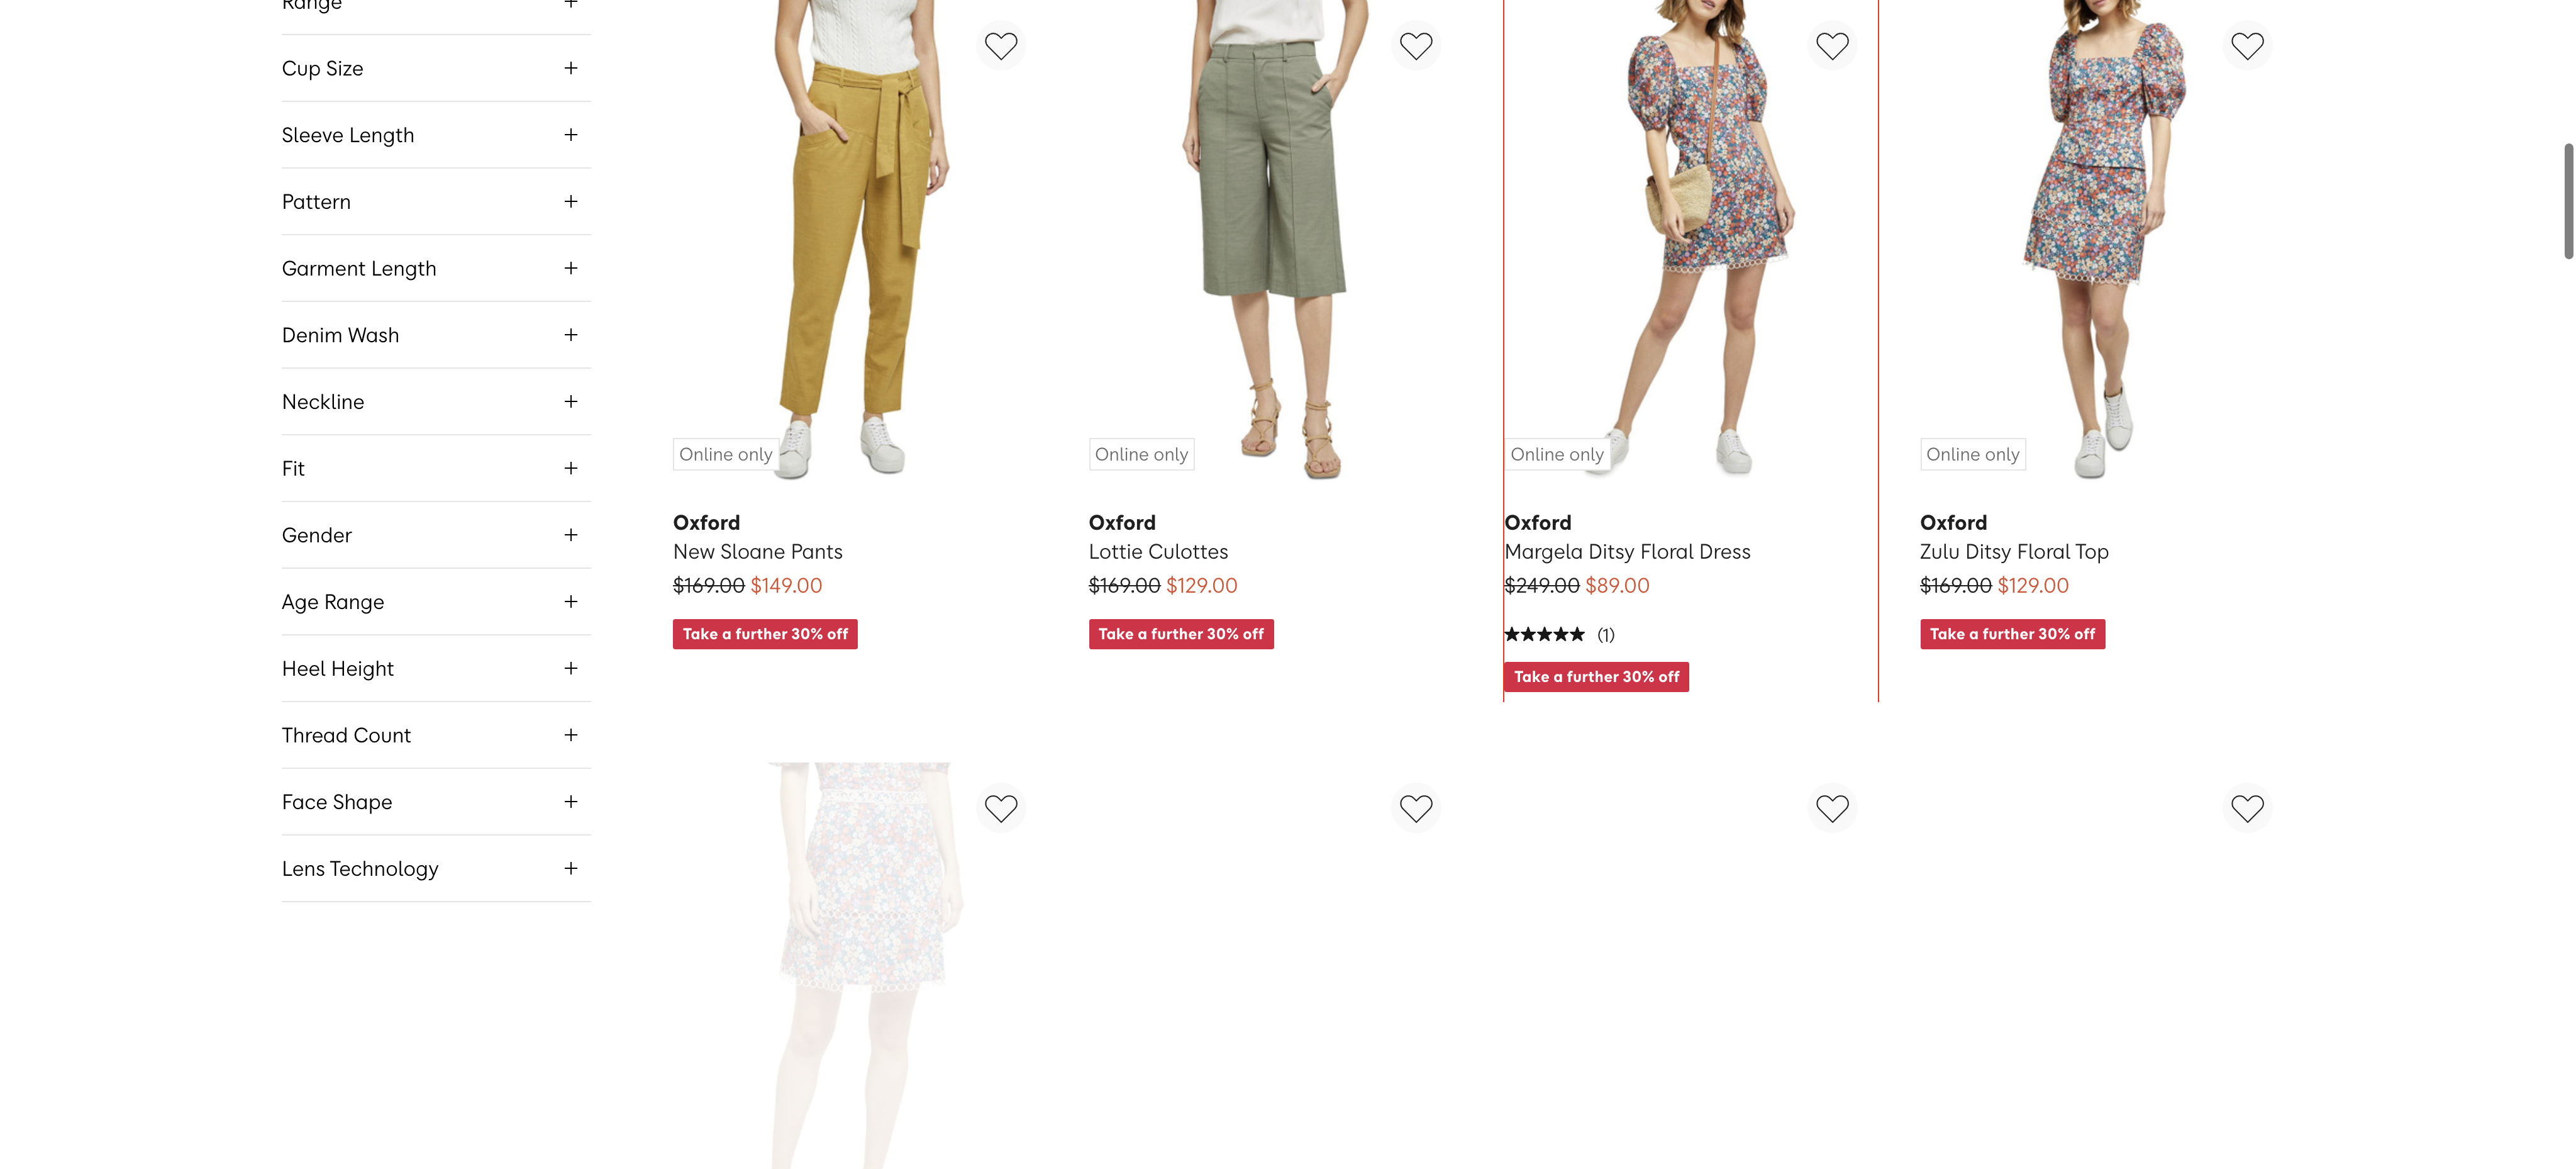 Range
Cup Size
Sleeve Length
Pattern
Garment Length
Denim Wash
Neckline
Fit
Gender
Age Range
Heel Height
Thread Count
Face Shape
Lens Technology
Online only
Oxford
New Sloane Pants
$169.00 $149.00
Take a further 30% off
Online only
Oxford
Lottie Culottes
$169.00 $129.00
Take a further 30% off
Online only
Oxford
Margela Ditsy Floral Dress
$249.00 $89.00
★★★★★ (1)
Take a further 30% off
Online only
Oxford
Zulu Ditsy Floral Top
$169.00 $129.00
Take a further 30% off